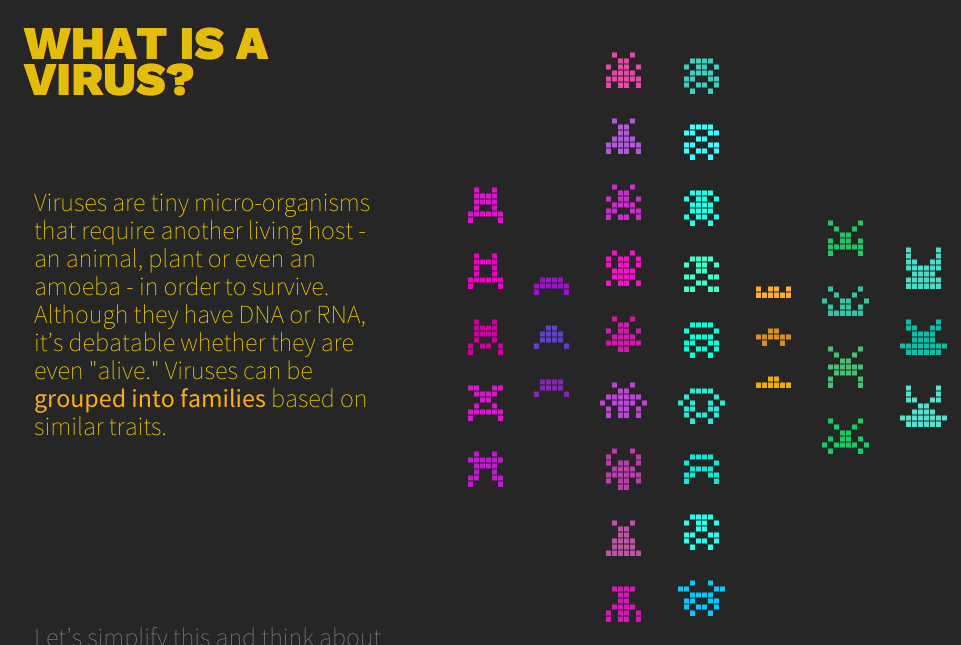 WHAT IS A
VIRUS?
Viruses are tiny micro-organisms
that require another living host -
an animal, plant or even an
amoeba - in order to survive.
Although they have DNA or RNA,
it’s debatable whether they are
even "alive." Viruses can be
grouped into families based on
similar traits.
Let’s simplify this and think about